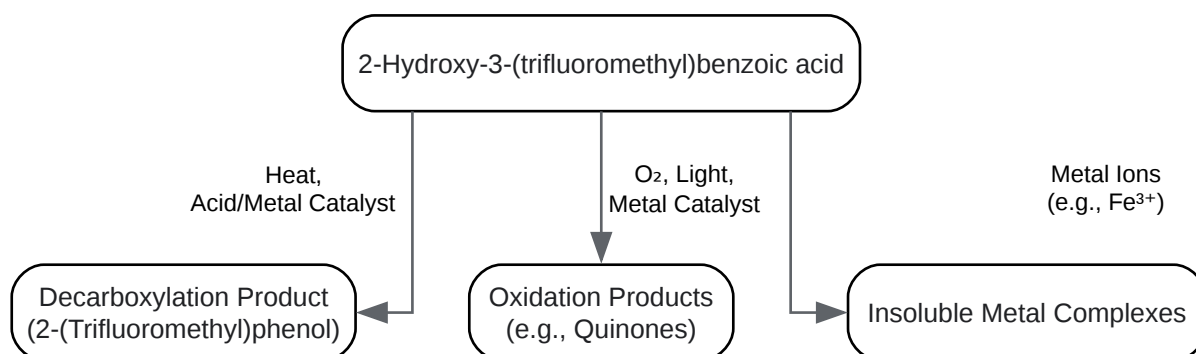 2-Hydroxy-3-(trifluoromethyl)benzoic acid
Heat,
Acid/Metal Catalyst
O₂, Light,
Metal Catalyst
Metal Ions
(e.g., Fe³⁺)
Decarboxylation Product
(2-(Trifluoromethyl)phenol)
Oxidation Products
(e.g., Quinones)
Insoluble Metal Complexes